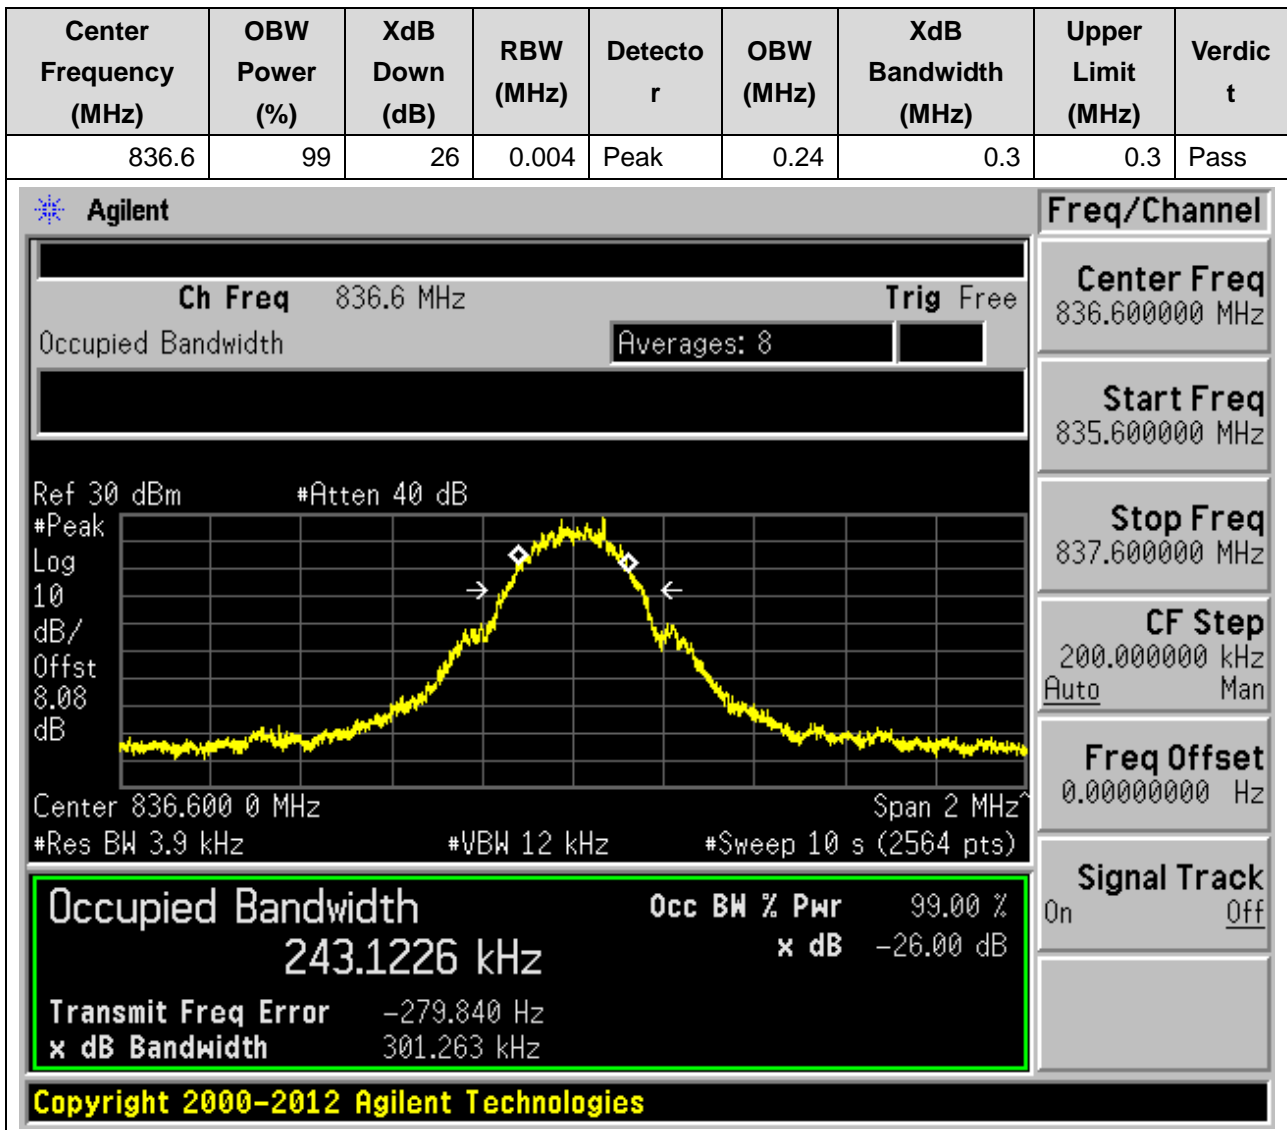 Center Frequency (MHz) OBW Power (%) XdB Down (dB) RBW (MHz) Detecto r OBW (MHz) XdB Bandwidth (MHz) Upper Limit (MHz) Verdic t
836.6 99 26 0.004 Peak 0.24 0.3 0.3 Pass
Agilent
Freq/Channel
Ch Freq 836.6 MHz Trig Free
Occupied Bandwidth Averages: 8
Center Freq
836.600000 MHz
Start Freq
835.600000 MHz
Stop Freq
837.600000 MHz
CF Step
200.000000 kHz
Auto Man
Freq Offset
0.00000000 Hz
Signal Track
On Off
Ref 30 dBm #Atten 40 dB
#Peak
Log
10
dB/
Offst
8.08
dB
Center 836.600 0 MHz Span 2 MHz^
#Res BW 3.9 kHz #VBW 12 kHz #Sweep 10 s (2564 pts)
Occupied Bandwidth
243.1226 kHz
Occ BW % Pwr 99.00 %
x dB -26.00 dB
Transmit Freq Error -279.840 Hz
x dB Bandwidth 301.263 kHz
Copyright 2000-2012 Agilent Technologies